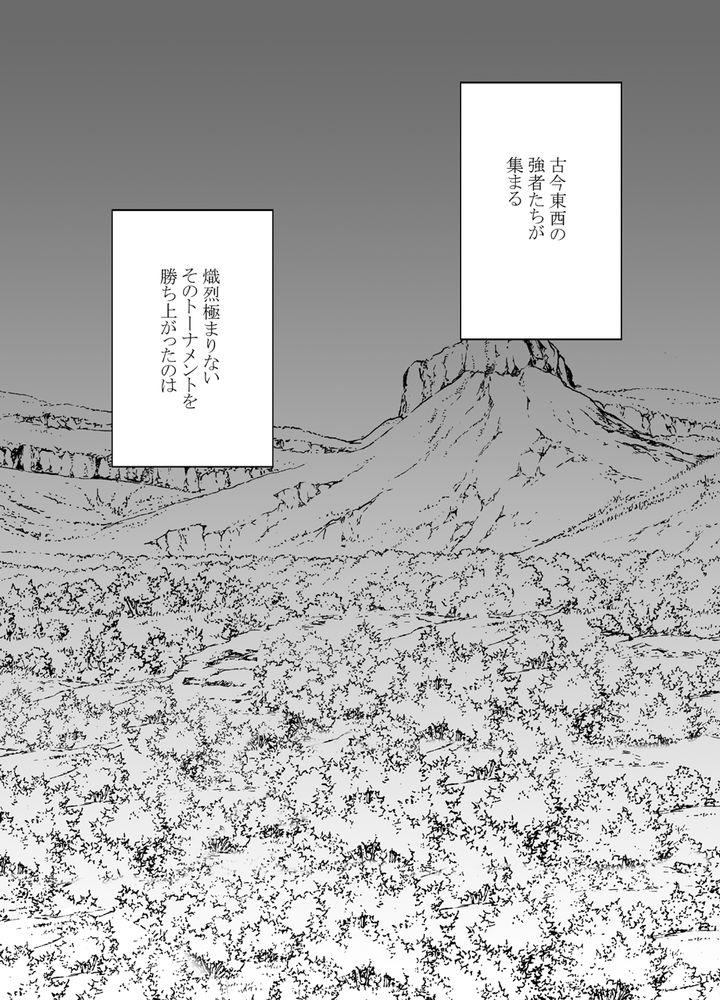 古今東西の
強者たちが
集まる
熾烈極まりない
そのトーナメントを
勝ち上がったのは